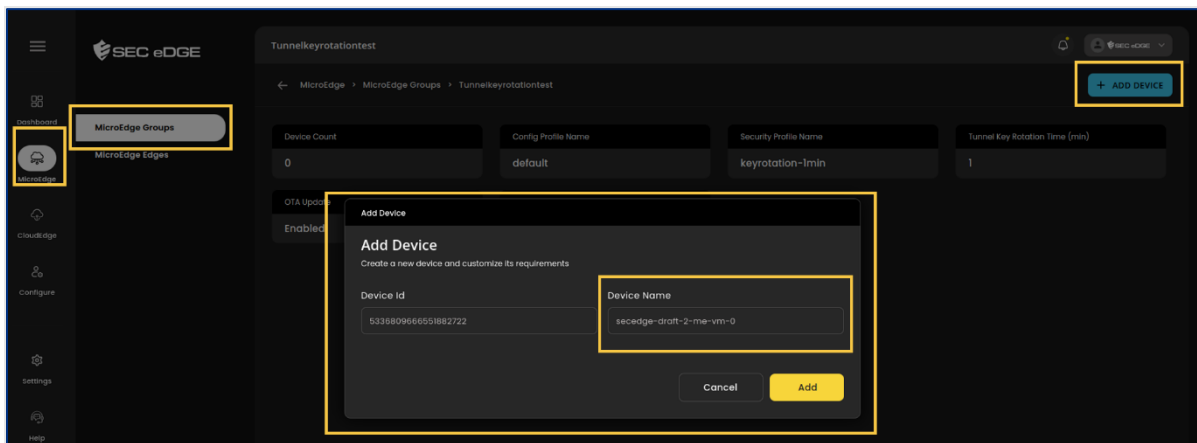 SEC eDGE
Tunnelkeyrotationtest
SEC eDGE
MicroEdge > MicroEdge Groups > Tunnelkeyrotationtest
+ ADD DEVICE
Dashboard
MicroEdge
CloudEdge
Configure
Settings
Help
MicroEdge Groups
MicroEdge Edges
Device Count
0
Config Profile Name
default
Security Profile Name
keyrotation-1min
Tunnel Key Rotation Time (min)
1
OTA Update
Enabled
Add Device
Add Device
Create a new device and customize its requirements
Device Id
5336809666551882722
Device Name
secedge-draft-2-me-vm-0
Cancel
Add